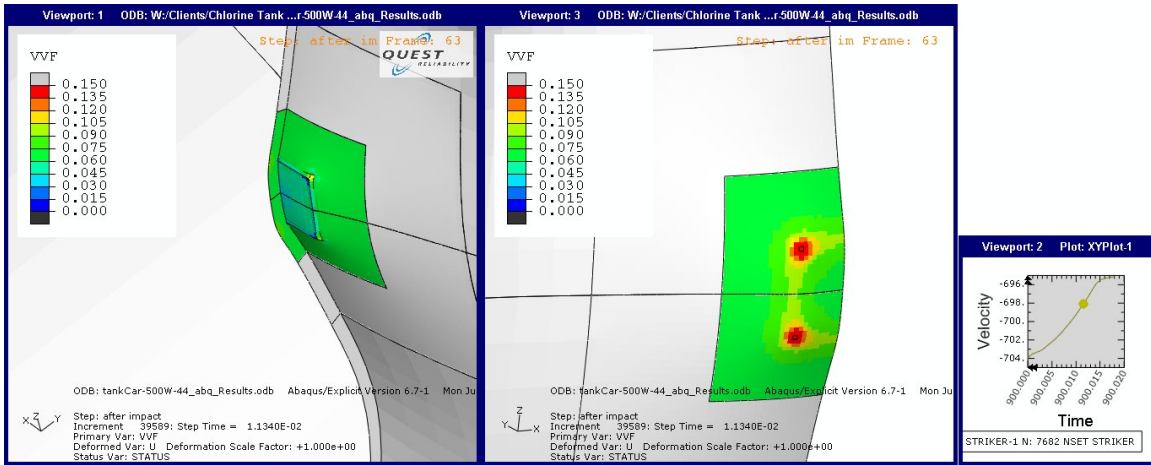 Viewport: 1 ODB: W:/Clients/Chlorine Tank ...r-500W-44_abq_Results.odb
Step: after im Frame: 63
QUEST
RELIABILITY
VVF
0.150
0.135
0.120
0.105
0.090
0.075
0.060
0.045
0.030
0.015
0.000
ODB: tankCar-500W-44_abq_Results.odb Abaqus/Explicit Version 6.7-1 Mon Ju
Z
X Y
Step: after impact
Increment 39589: Step Time = 1.1340E-02
Primary Var: VVF
Deformed Var: U Deformation Scale Factor: +1.000e+00
Status Var: STATUS
Viewport: 3 ODB: W:/Clients/Chlorine Tank ...r-500W-44_abq_Results.odb
Step: after im Frame: 63
VVF
0.150
0.135
0.120
0.105
0.090
0.075
0.060
0.045
0.030
0.015
0.000
ODB: tankCar-500W-44_abq_Results.odb Abaqus/Explicit Version 6.7-1 Mon Ju
Z
Y X
Step: after impact
Increment 39589: Step Time = 1.1340E-02
Primary Var: VVF
Deformed Var: U Deformation Scale Factor: +1.000e+00
Status Var: STATUS
Viewport: 2 Plot: XYPlot-1
Velocity
-696.
-698.
-700.
-702.
-704.
900.000
900.005
900.010
900.015
900.020
Time
STRIKER-1 N: 7682 NSET STRIKER